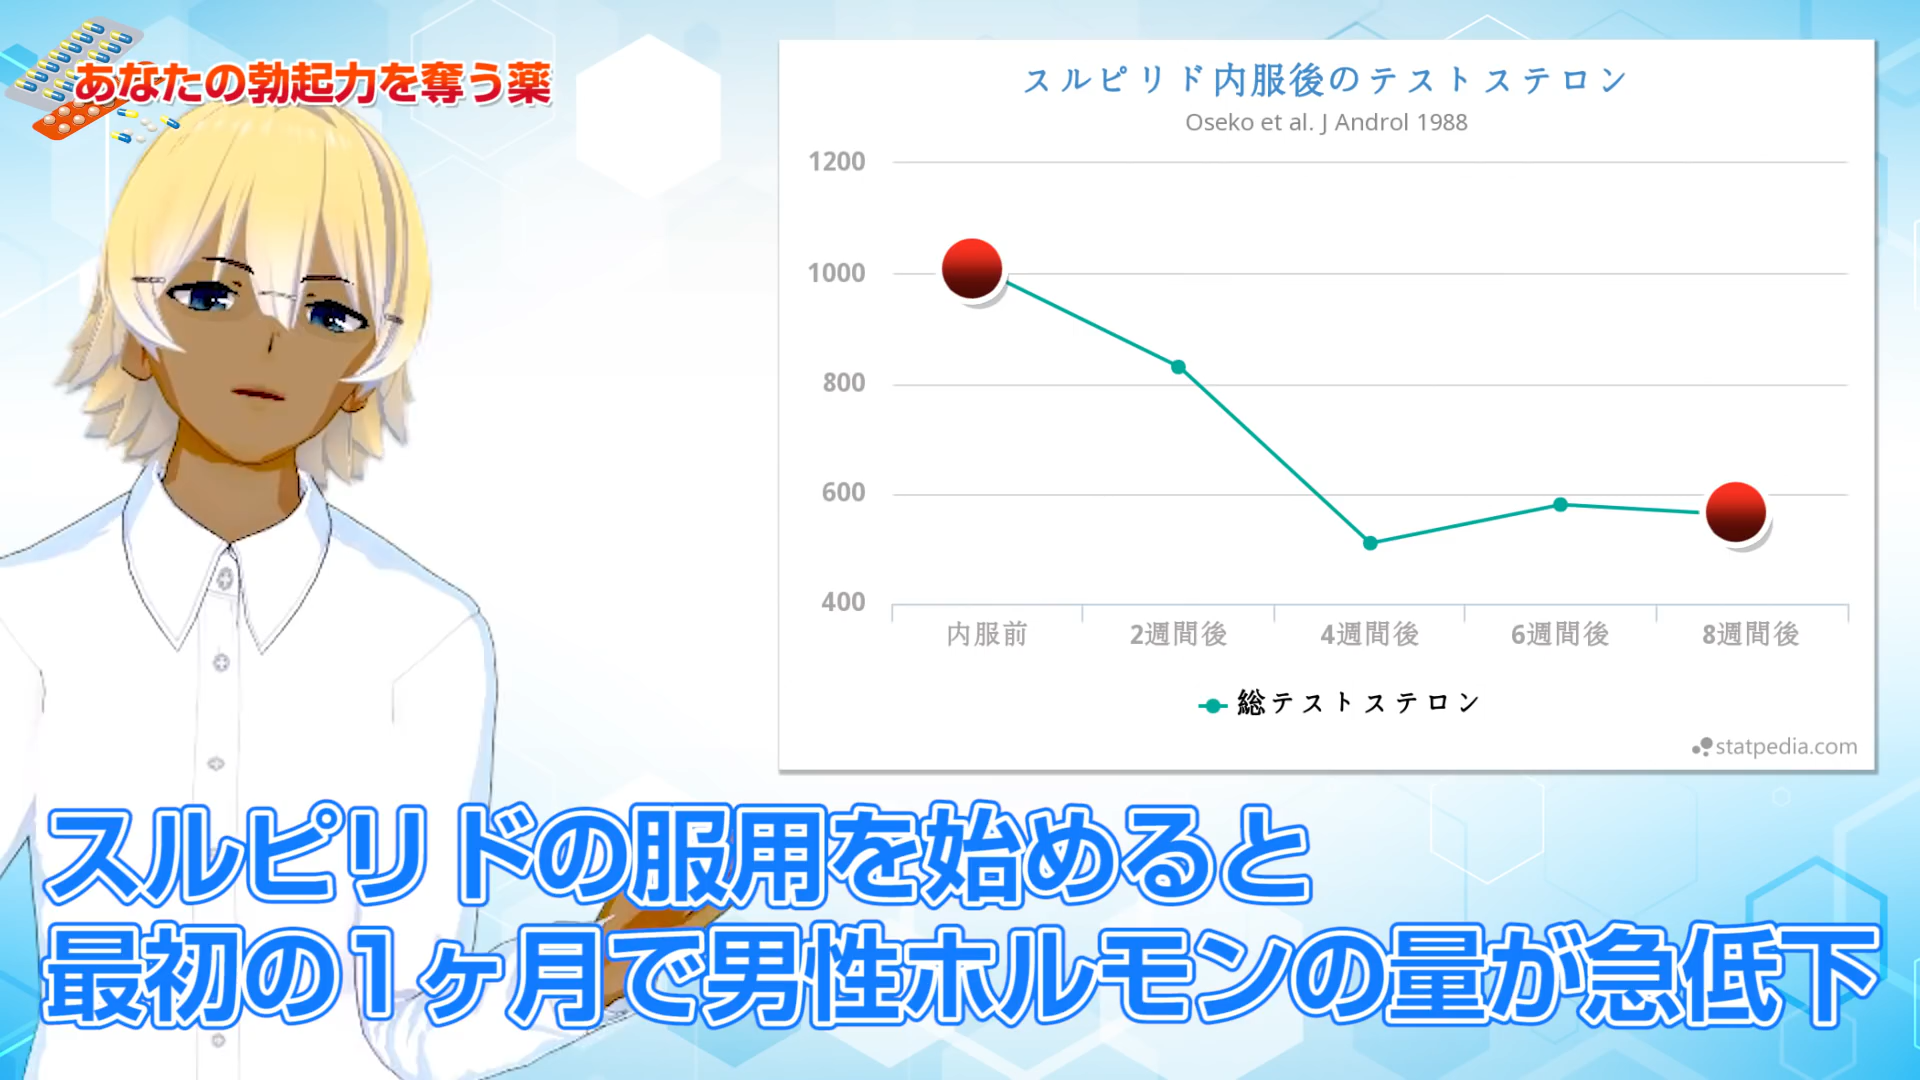 あなたの勃起力を奪う薬
スルピリド内服後のテストステロン
Oseko et al. J Androl 1988
1200
1000
800
600
400
内服前 2週間後 4週間後 6週間後 8週間後
総テストステロン
statpedia.com
スルピリドの服用を始めると
最初の1ヶ月で男性ホルモンの量が急低下